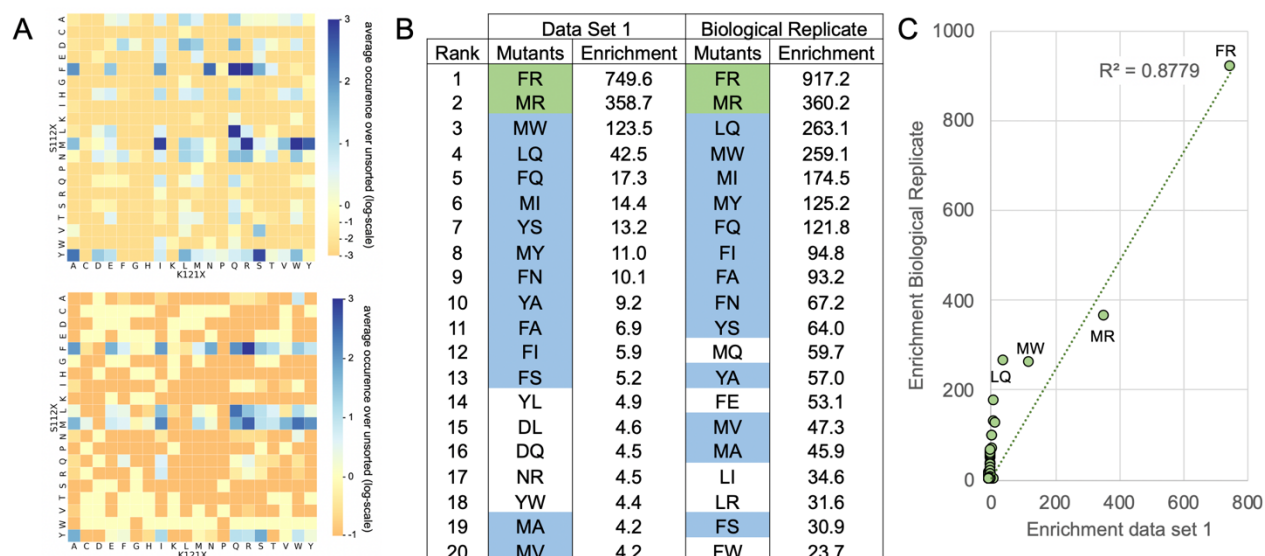 A
3
2
1
0
-1
-2
-3
average occurence over unsorted (log-scale)
S112X
A
C
D
E
F
G
H
I
K
L
M
N
P
Q
R
S
T
V
W
Y
A C D E F G H I K L M N P Q R S T V W Y
K121X
3
2
1
0
-1
average occurence over unsorted (log-scale)
S112X
A
C
D
E
F
G
H
I
K
L
M
N
P
Q
R
S
T
V
W
Y
A C D E F G H I K L M N P Q R S T V W Y
K121X
B
Data Set 1 Biological Replicate
Rank Mutants Enrichment Mutants Enrichment
1 FR 749.6 FR 917.2
2 MR 358.7 MR 360.2
3 MW 123.5 LQ 263.1
4 LQ 42.5 MW 259.1
5 FQ 17.3 MI 174.5
6 MI 14.4 MY 125.2
7 YS 13.2 FQ 121.8
8 MY 11.0 FI 94.8
9 FN 10.1 FA 93.2
10 YA 9.2 FN 67.2
11 FA 6.9 YS 64.0
12 FI 5.9 MQ 59.7
13 FS 5.2 YA 57.0
14 YL 4.9 FE 53.1
15 DL 4.6 MV 47.3
16 DQ 4.5 MA 45.9
17 NR 4.5 LI 34.6
18 YW 4.4 LR 31.6
19 MA 4.2 FS 30.9
20 MV 4.2 FW 23.7
C
1000
800
600
400
200
0
Enrichment Biological Replicate
R² = 0.8779
FR
MR
MW
LQ
0 200 400 600 800
Enrichment data set 1